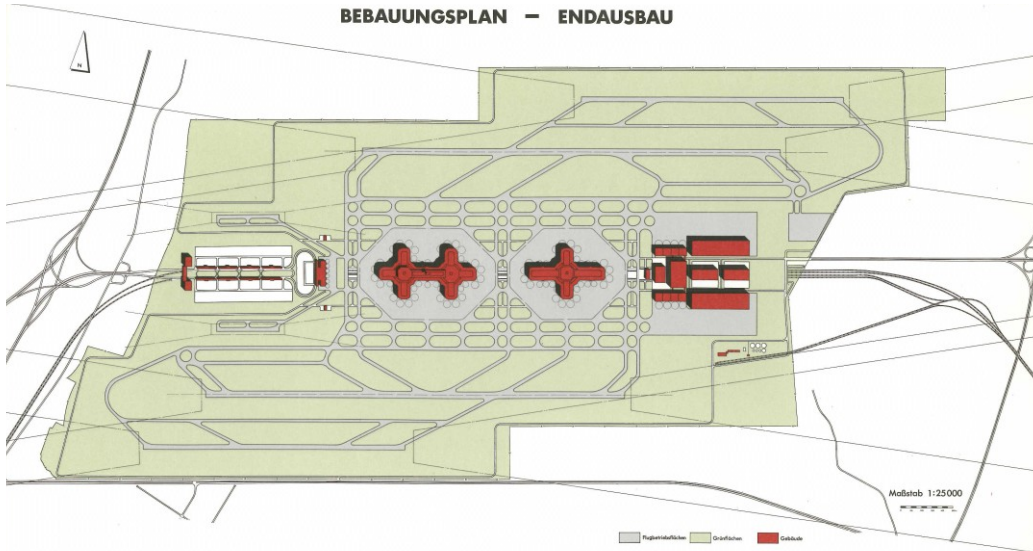 BEBAUUNGSPLAN – ENDAUSBAU
N
Maßstab 1:25000
Flugbetriebsflächen
Grünflächen
Gebäude